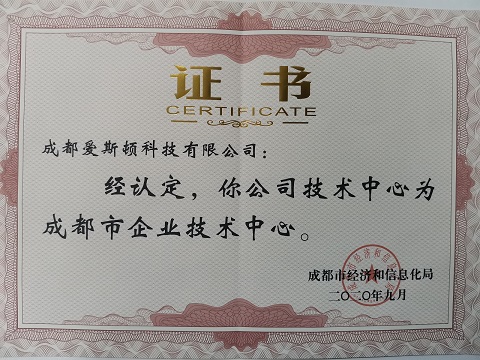 证书
CERTIFICATE
成都爱斯顿科技有限公司：
经认定，你公司技术中心为
成都市企业技术中心。
成都市经济和信息化局
二〇二〇年九月